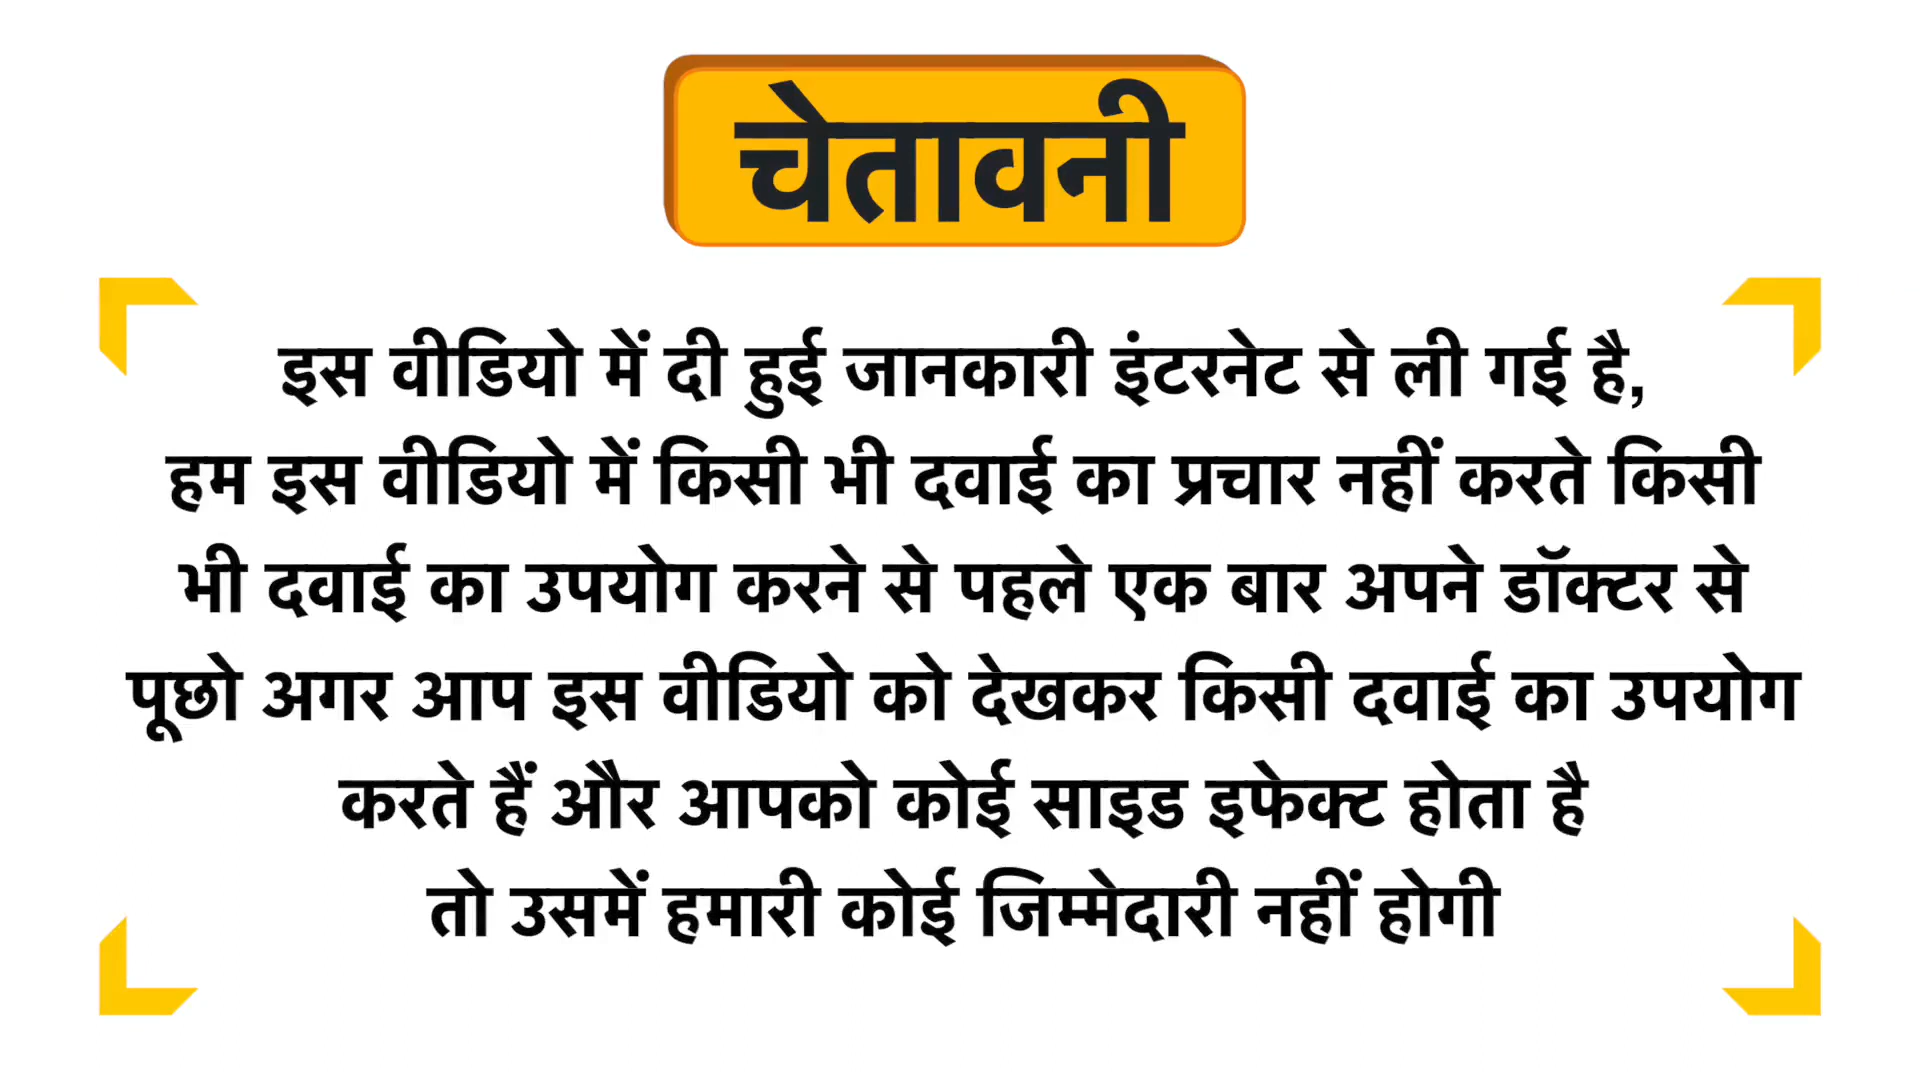 चेतावनी
इस वीडियो में दी हुई जानकारी इंटरनेट से ली गई है,
हम इस वीडियो में किसी भी दवाई का प्रचार नहीं करते किसी
भी दवाई का उपयोग करने से पहले एक बार अपने डॉक्टर से
पूछो अगर आप इस वीडियो को देखकर किसी दवाई का उपयोग
करते हैं और आपको कोई साइड इफेक्ट होता है
तो उसमें हमारी कोई जिम्मेदारी नहीं होगी